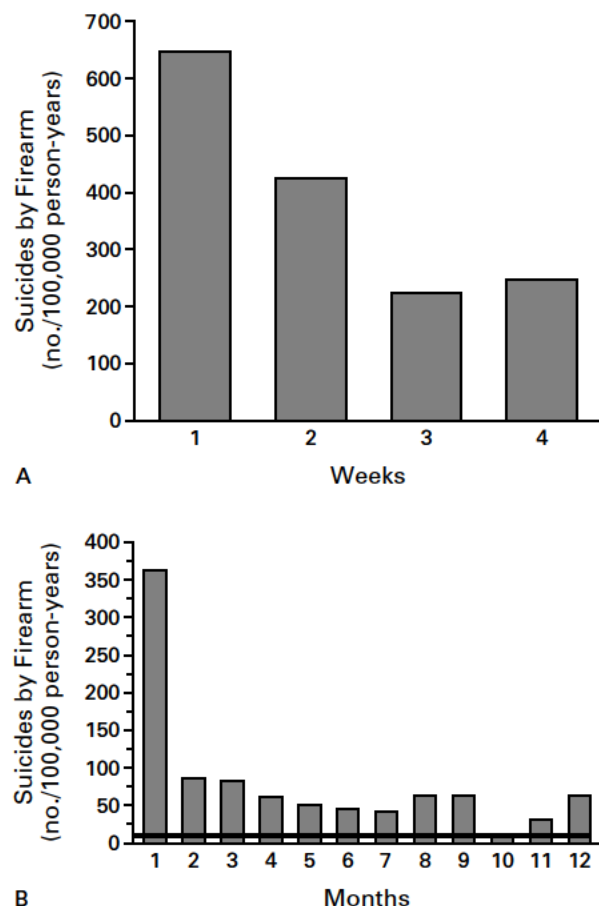 Suicides by Firearm
(no./100,000 person-years)
700
600
500
400
300
200
100
0
1 2 3 4
A
Weeks
Suicides by Firearm
(no./100,000 person-years)
400
350
300
250
200
150
100
50
0
1 2 3 4 5 6 7 8 9 10 11 12
B
Months